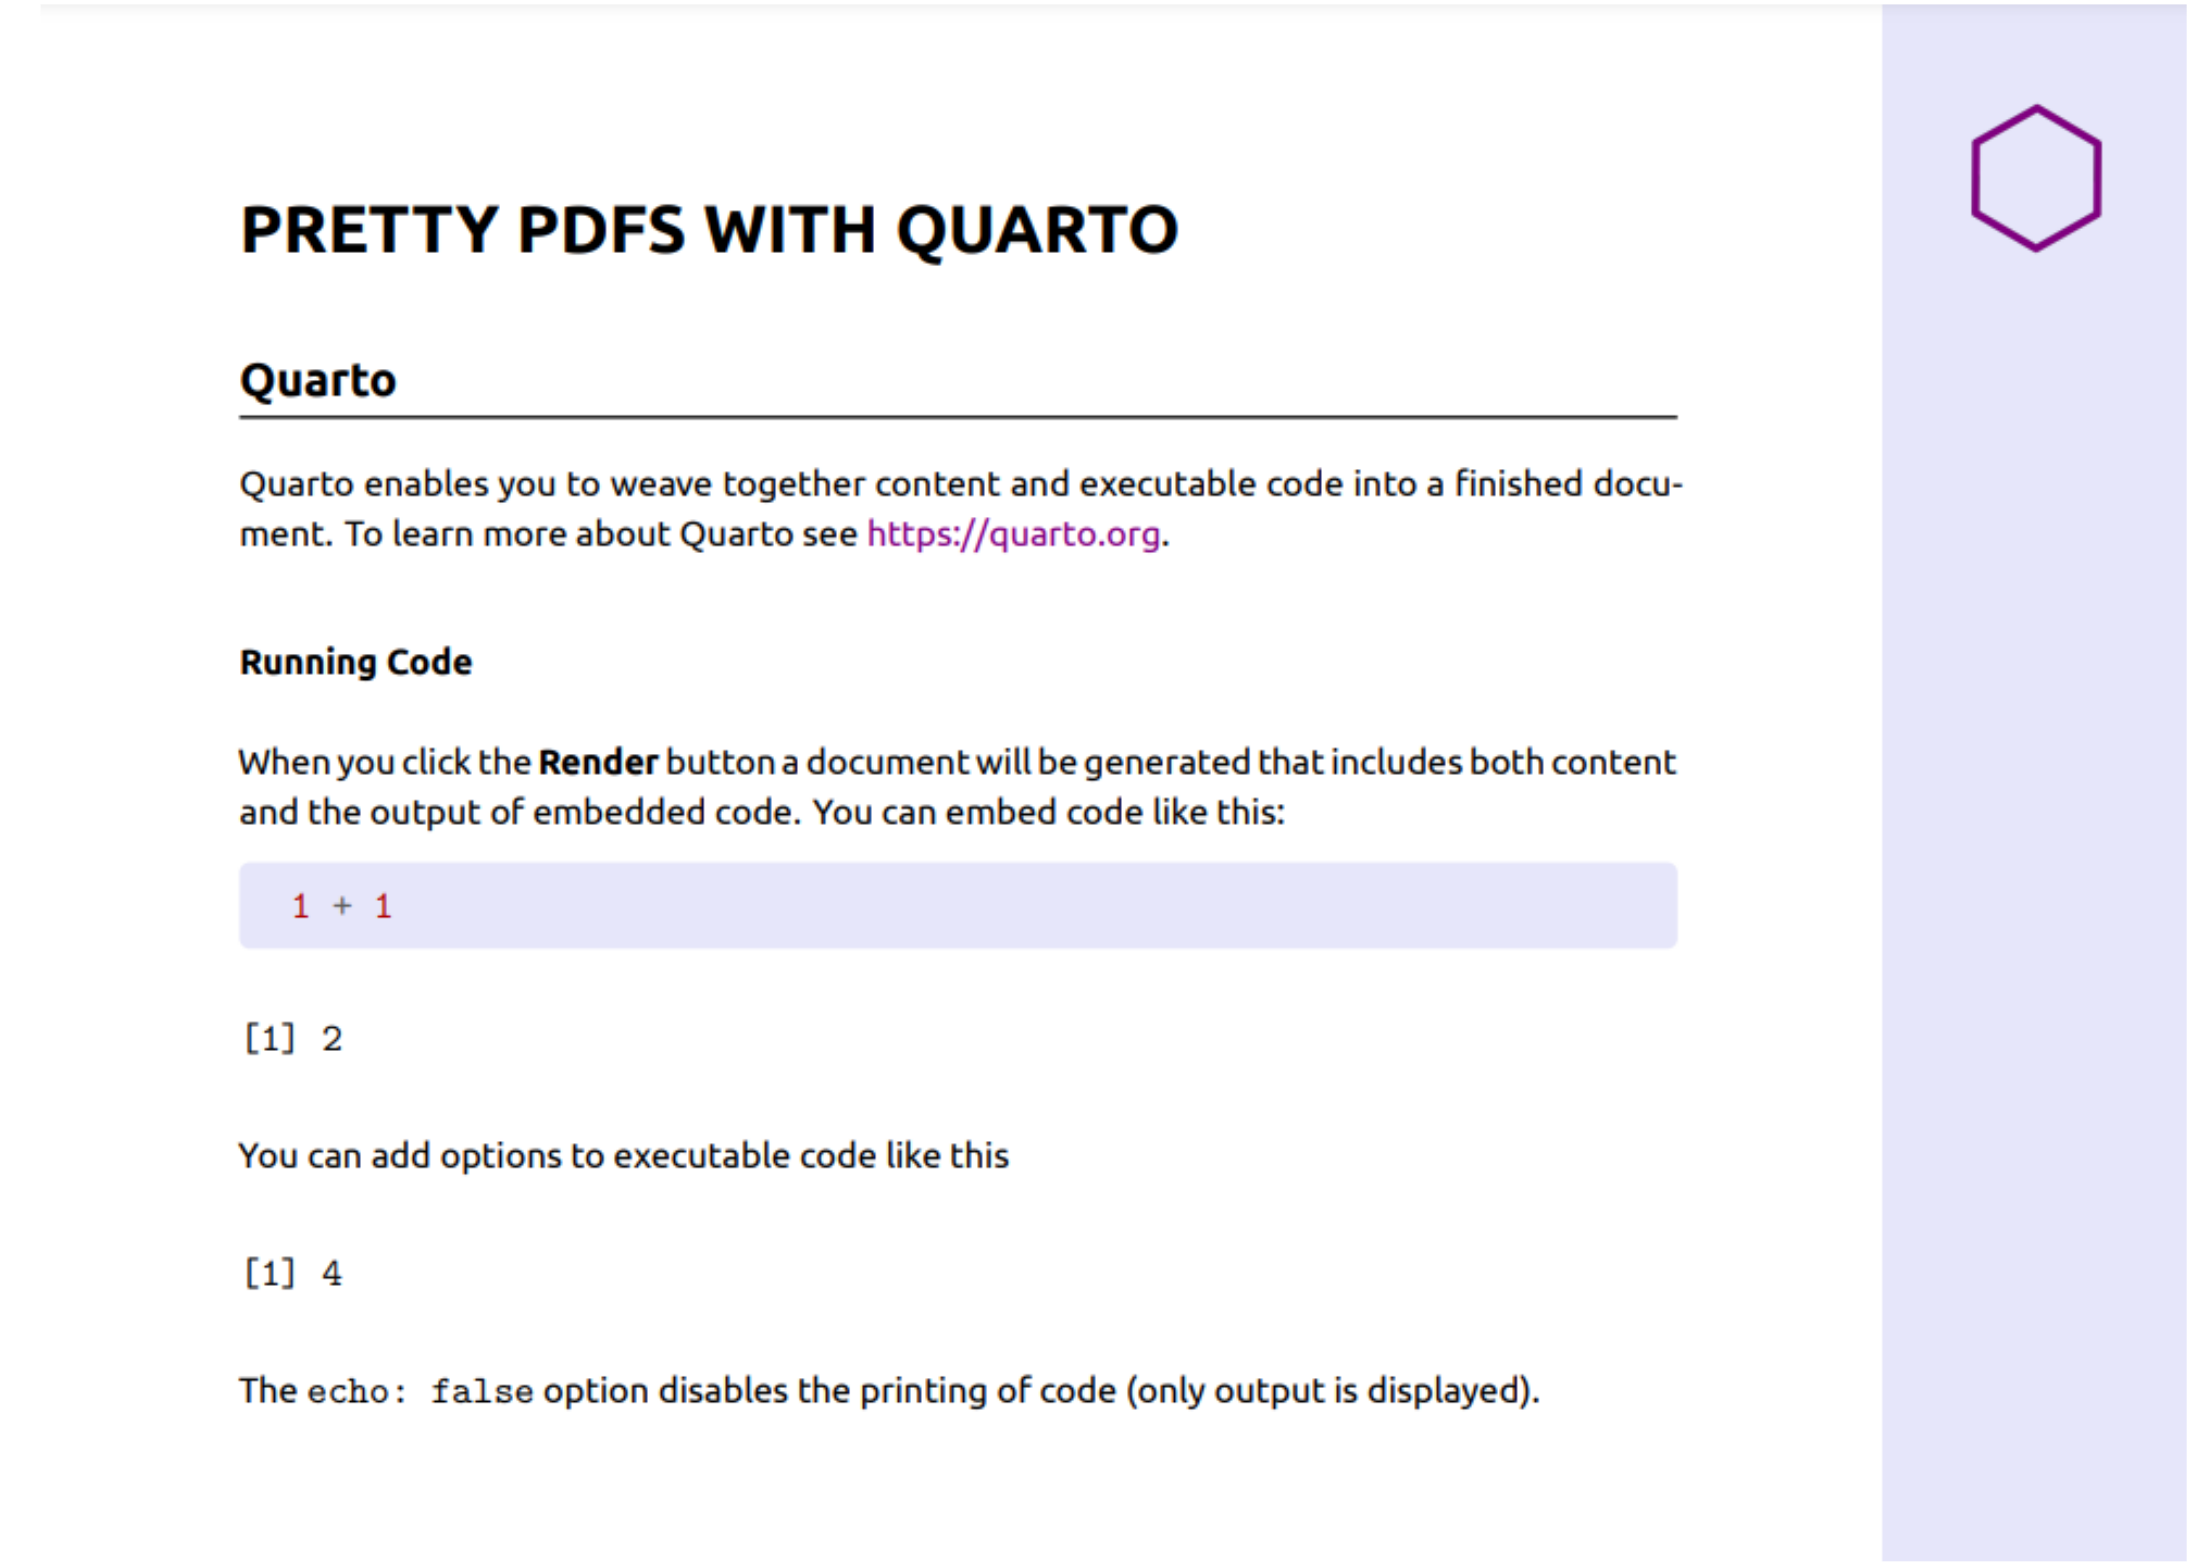 PRETTY PDFS WITH QUARTO
Quarto
Quarto enables you to weave together content and executable code into a finished docu-
ment. To learn more about Quarto see https://quarto.org.
Running Code
When you click the Render button a document will be generated that includes both content
and the output of embedded code. You can embed code like this:
1 + 1
[1] 2
You can add options to executable code like this
[1] 4
The echo: false option disables the printing of code (only output is displayed).